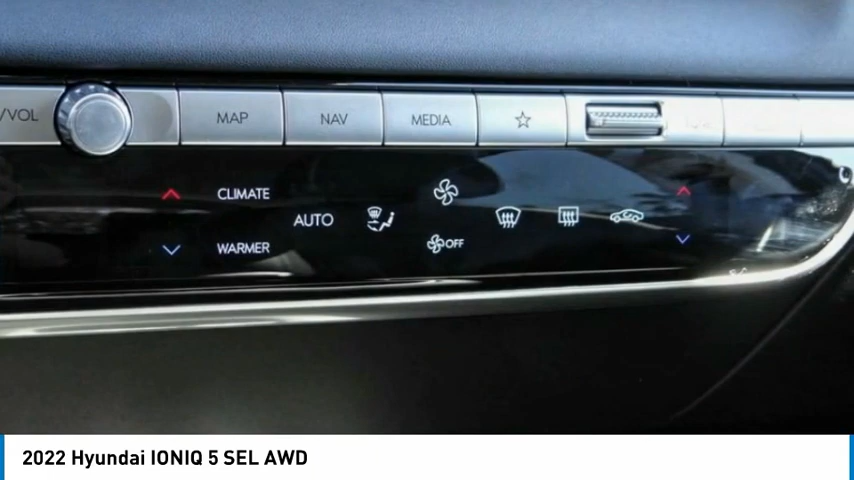 /VOL MAP NAV MEDIA
CLIMATE
AUTO
WARMER OFF
2022 Hyundai IONIQ 5 SEL AWD